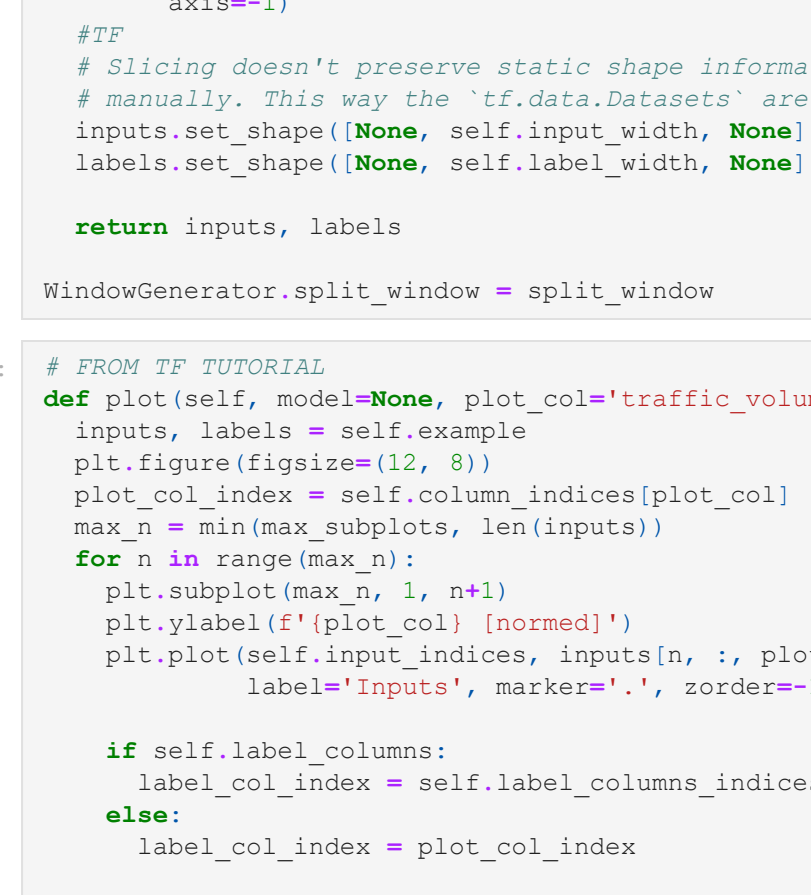 axis=-1)
#TF
# Slicing doesn't preserve static shape informa
# manually. This way the `tf.data.Datasets` are
inputs.set_shape([None, self.input_width, None]
labels.set_shape([None, self.label_width, None]
return inputs, labels
WindowGenerator.split_window = split_window
:
# FROM TF TUTORIAL
def plot(self, model=None, plot_col='traffic_volu
inputs, labels = self.example
plt.figure(figsize=(12, 8))
plot_col_index = self.column_indices[plot_col]
max_n = min(max_subplots, len(inputs))
for n in range(max_n):
plt.subplot(max_n, 1, n+1)
plt.ylabel(f'{plot_col} [normed]')
plt.plot(self.input_indices, inputs[n, :, plo
label='Inputs', marker='.', zorder=-
if self.label_columns:
label_col_index = self.label_columns_indice
else:
label_col_index = plot_col_index